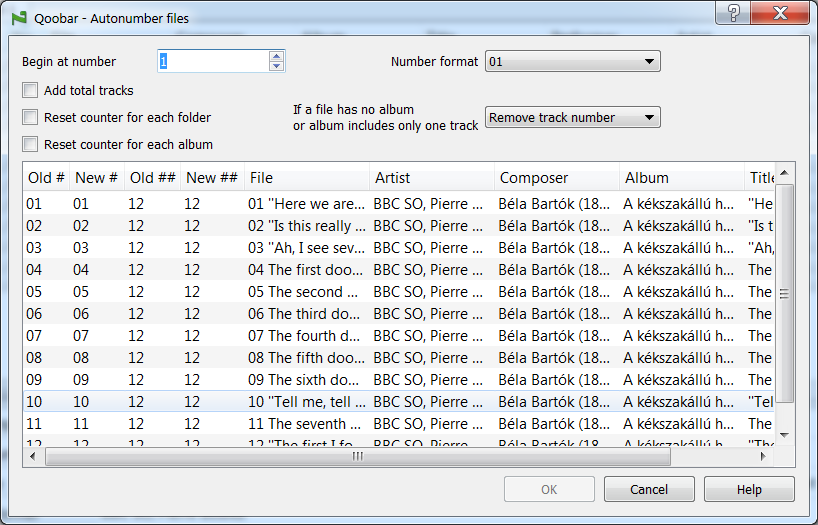 Qoobar - Autonumber files
Begin at number 1 Number format 01
Add total tracks
Reset counter for each folder
If a file has no album
or album includes only one track Remove track number
Reset counter for each album
Old # New # Old ## New ## File Artist Composer Album Title
01 01 12 12 01 "Here we are... BBC SO, Pierre ... Béla Bartók (18... A kékszakállú h... "He
02 02 12 12 02 "Is this really ... BBC SO, Pierre ... Béla Bartók (18... A kékszakállú h... "Is t
03 03 12 12 03 "Ah, I see sev... BBC SO, Pierre ... Béla Bartók (18... A kékszakállú h... "Ah,
04 04 12 12 04 The first doo... BBC SO, Pierre ... Béla Bartók (18... A kékszakállú h... The
05 05 12 12 05 The second ... BBC SO, Pierre ... Béla Bartók (18... A kékszakállú h... The
06 06 12 12 06 The third do... BBC SO, Pierre ... Béla Bartók (18... A kékszakállú h... The
07 07 12 12 07 The fourth d... BBC SO, Pierre ... Béla Bartók (18... A kékszakállú h... The
08 08 12 12 08 The fifth doo... BBC SO, Pierre ... Béla Bartók (18... A kékszakállú h... The
09 09 12 12 09 The sixth do... BBC SO, Pierre ... Béla Bartók (18... A kékszakállú h... The
10 10 12 12 10 "Tell me, tell ... BBC SO, Pierre ... Béla Bartók (18... A kékszakállú h... "Tel
11 11 12 12 11 The seventh ... BBC SO, Pierre ... Béla Bartók (18... A kékszakállú h... The
12 12 12 12 12 "The first I fo... BBC SO, Pierre ... Béla Bartók (18... A kékszakállú h... "The
OK Cancel Help